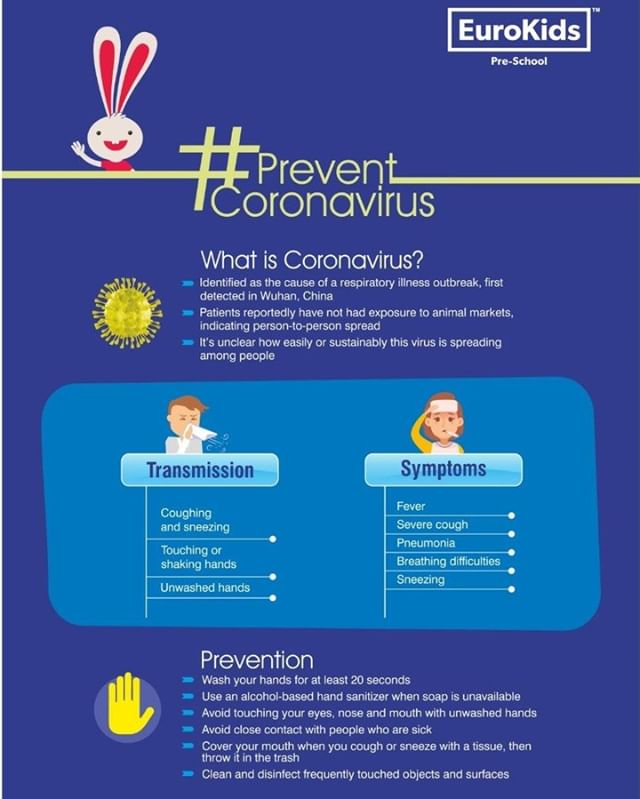 EuroKids™
Pre-School
#Prevent
Coronavirus
What is Coronavirus?
Identified as the cause of a respiratory illness outbreak, first
detected in Wuhan, China
Patients reportedly have not had exposure to animal markets,
indicating person-to-person spread
It's unclear how easily or sustainably this virus is spreading
among people
Transmission
Coughing
and sneezing
Touching or
shaking hands
Unwashed hands
Symptoms
Fever
Severe cough
Pneumonia
Breathing difficulties
Sneezing
Prevention
Wash your hands for at least 20 seconds
Use an alcohol-based hand sanitizer when soap is unavailable
Avoid touching your eyes, nose and mouth with unwashed hands
Avoid close contact with people who are sick
Cover your mouth when you cough or sneeze with a tissue, then
throw it in the trash
Clean and disinfect frequently touched objects and surfaces